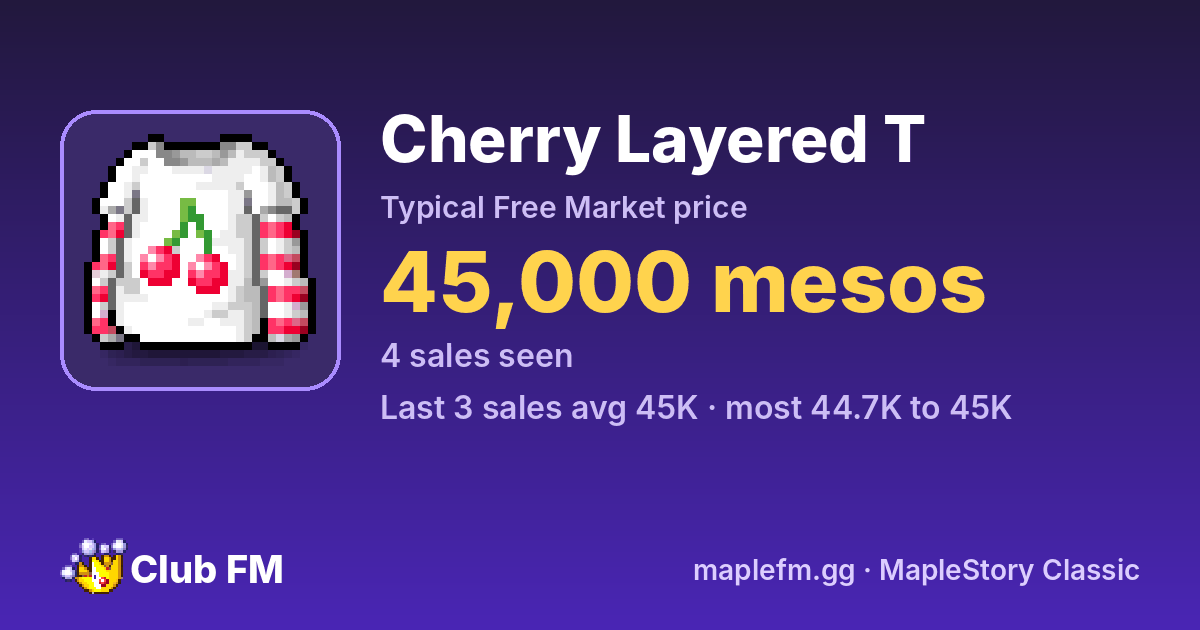 Cherry Layered T
Typical Free Market price
45,000 mesos
4 sales seen
Last 3 sales avg 45K · most 44.7K to 45K
Club FM
maplefm.gg · MapleStory Classic